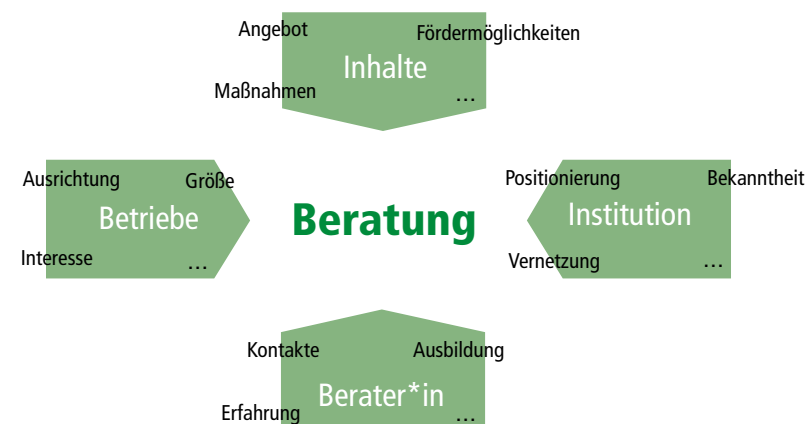 Angebot
Fördermöglichkeiten
Inhalte
Maßnahmen
...
Ausrichtung
Größe
Betriebe
Interesse
...
Beratung
Positionierung
Bekanntheit
Institution
Vernetzung
...
Kontakte
Ausbildung
Berater*in
Erfahrung
...